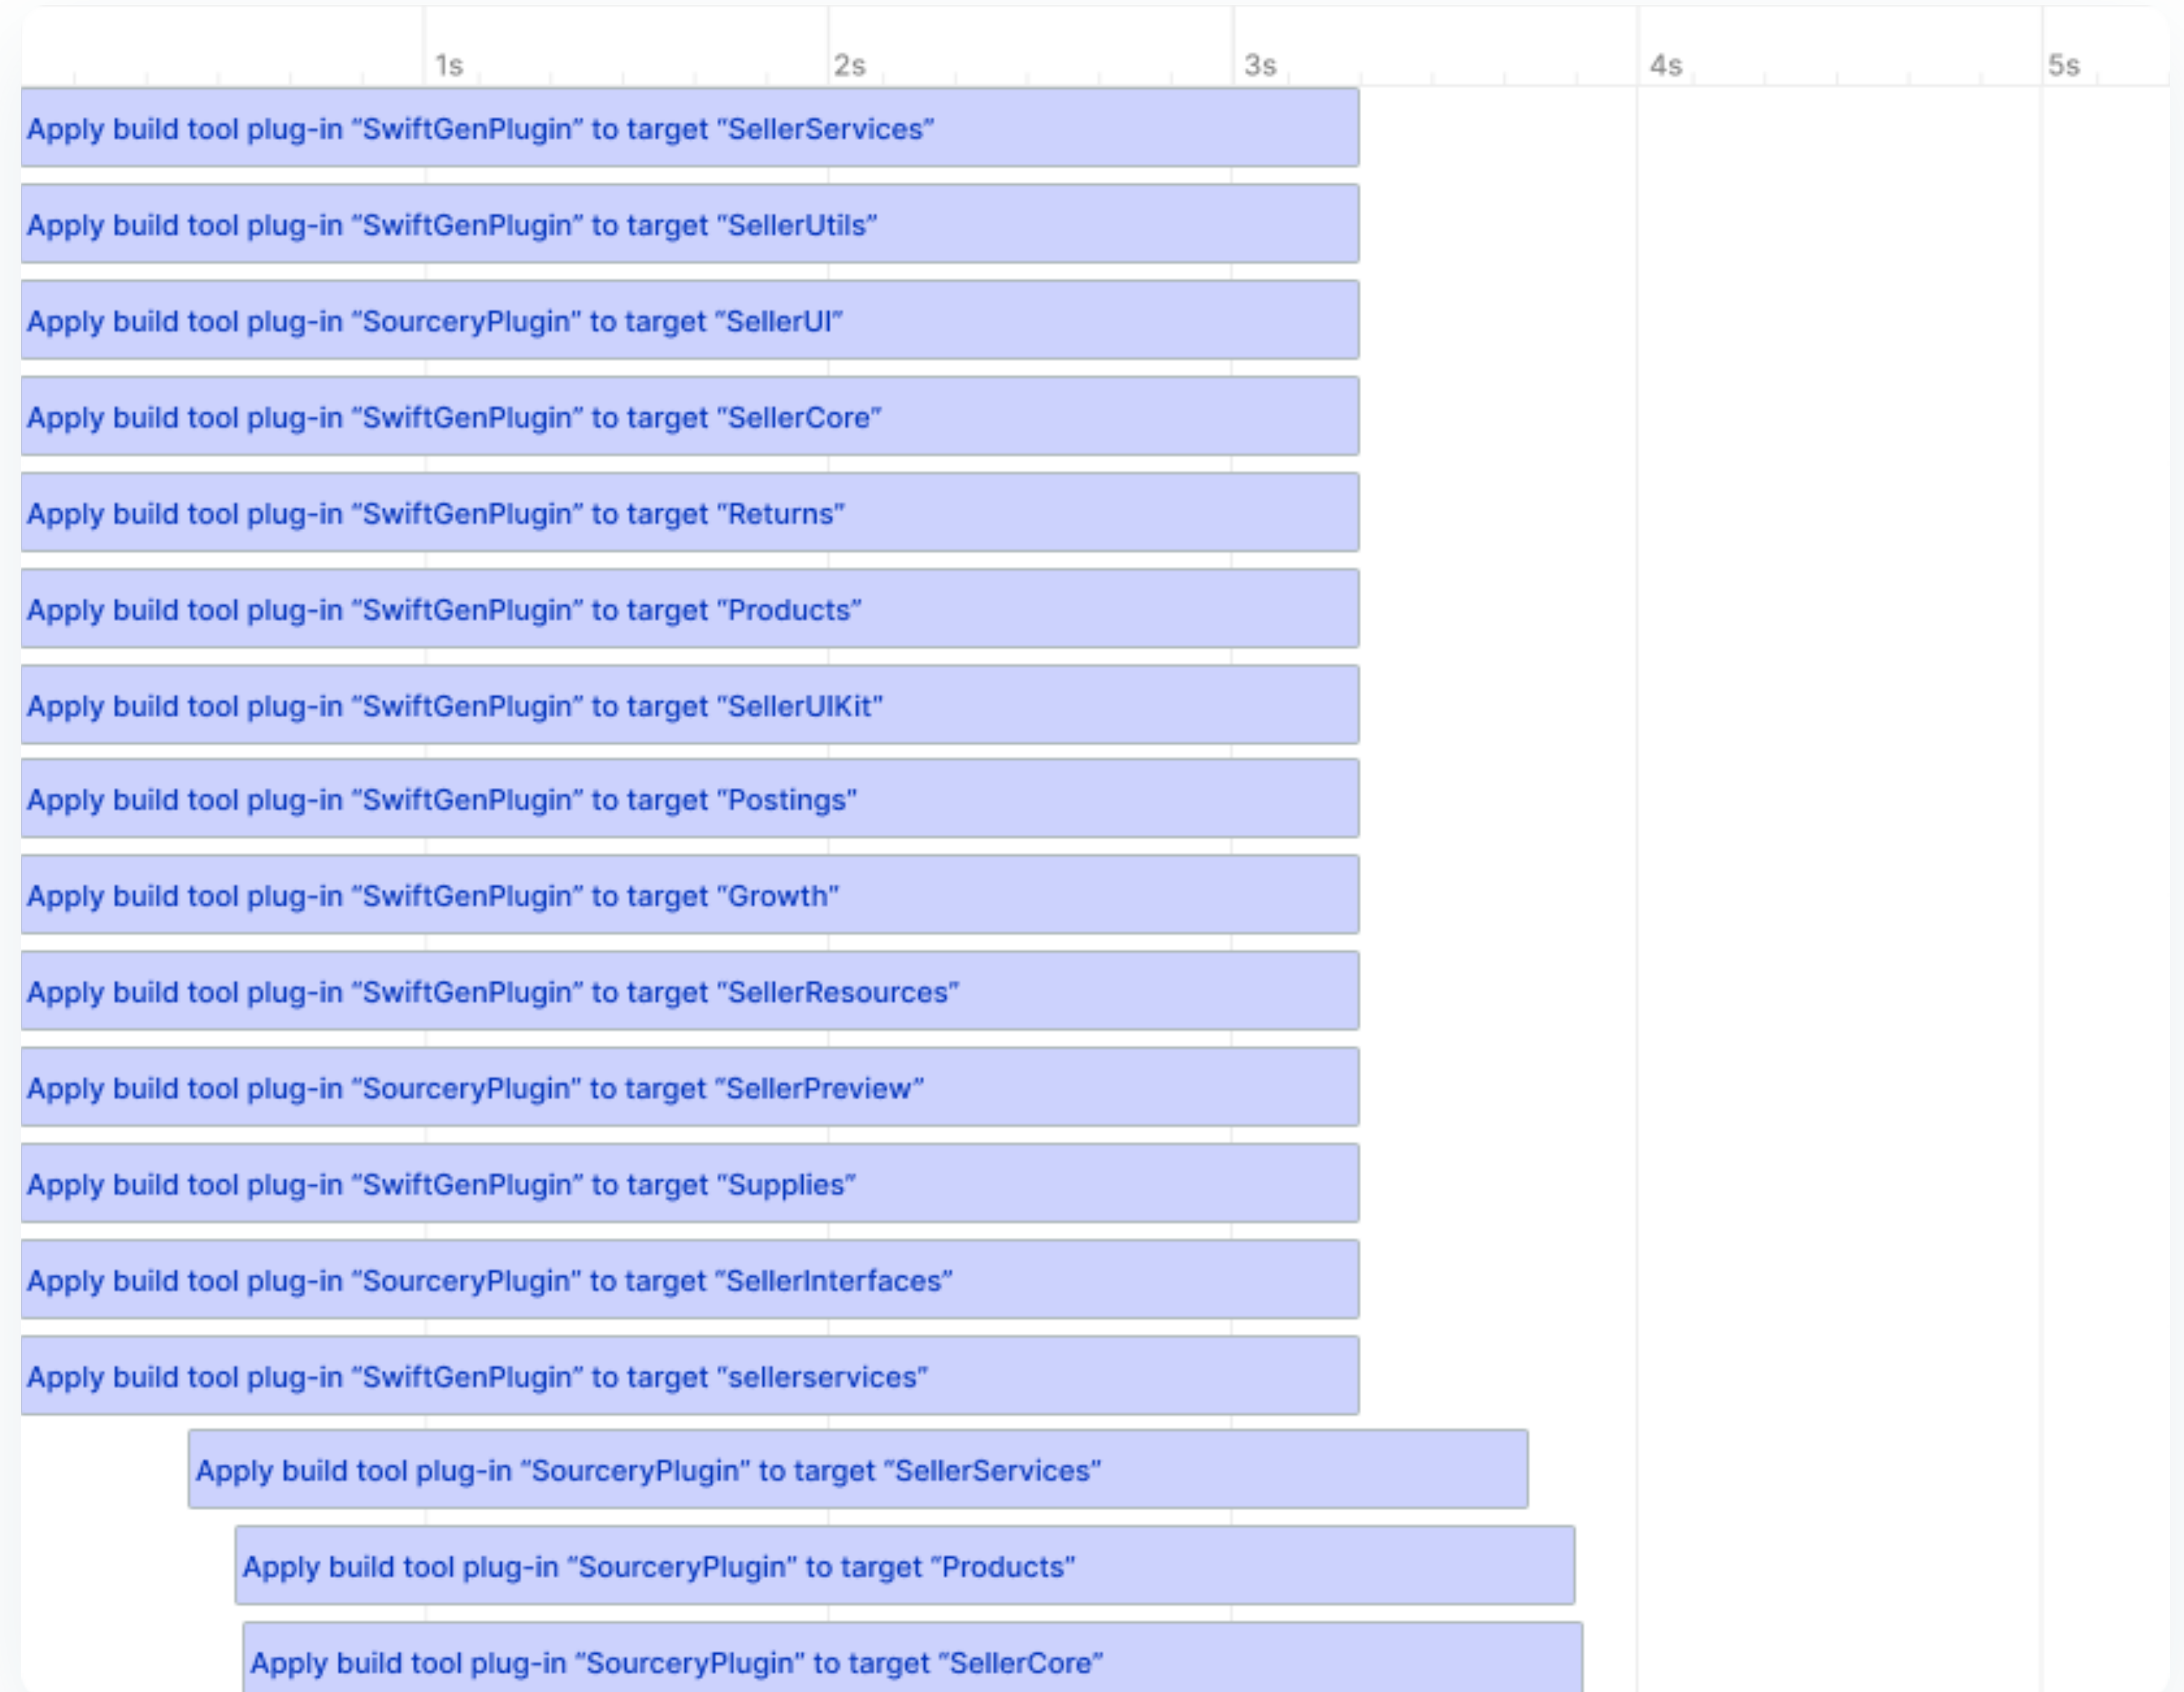 1s 2s 3s 4s 5s
Apply build tool plug-in “SwiftGenPlugin” to target “SellerServices”
Apply build tool plug-in “SwiftGenPlugin” to target “SellerUtils”
Apply build tool plug-in “SourceryPlugin” to target “SellerUI”
Apply build tool plug-in “SwiftGenPlugin” to target “SellerCore”
Apply build tool plug-in “SwiftGenPlugin” to target “Returns”
Apply build tool plug-in “SwiftGenPlugin” to target “Products”
Apply build tool plug-in “SwiftGenPlugin” to target “SellerUIKit”
Apply build tool plug-in “SwiftGenPlugin” to target “Postings”
Apply build tool plug-in “SwiftGenPlugin” to target “Growth”
Apply build tool plug-in “SwiftGenPlugin” to target “SellerResources”
Apply build tool plug-in “SourceryPlugin” to target “SellerPreview”
Apply build tool plug-in “SwiftGenPlugin” to target “Supplies”
Apply build tool plug-in “SourceryPlugin” to target “SellerInterfaces”
Apply build tool plug-in “SwiftGenPlugin” to target “sellerservices”
Apply build tool plug-in “SourceryPlugin” to target “SellerServices”
Apply build tool plug-in “SourceryPlugin” to target “Products”
Apply build tool plug-in “SourceryPlugin” to target “SellerCore”